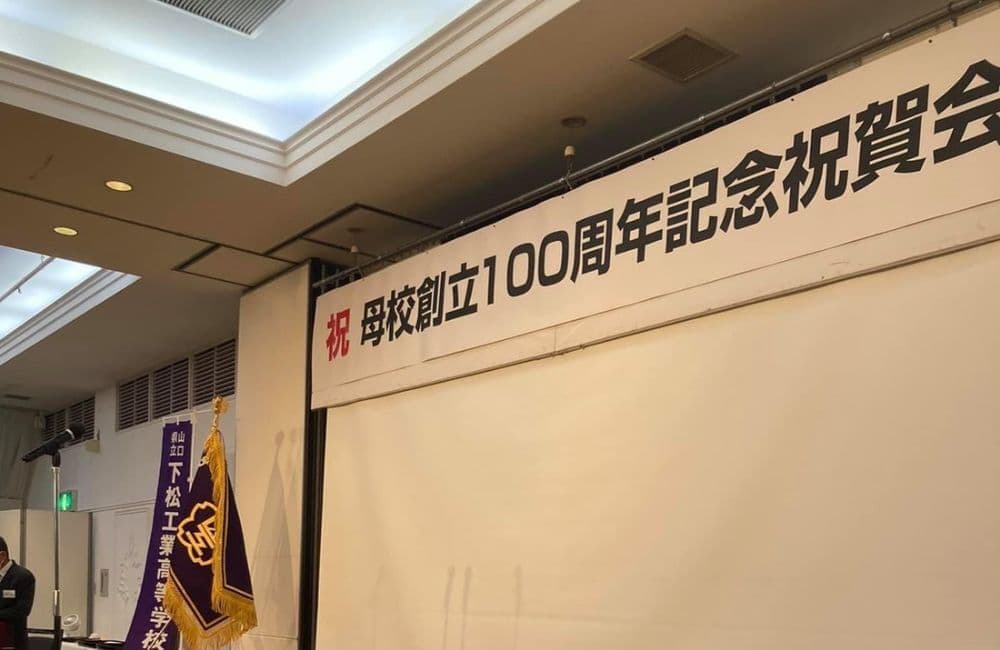 祝 母校創立100周年記念祝賀会
山口県立下松工業高等学校